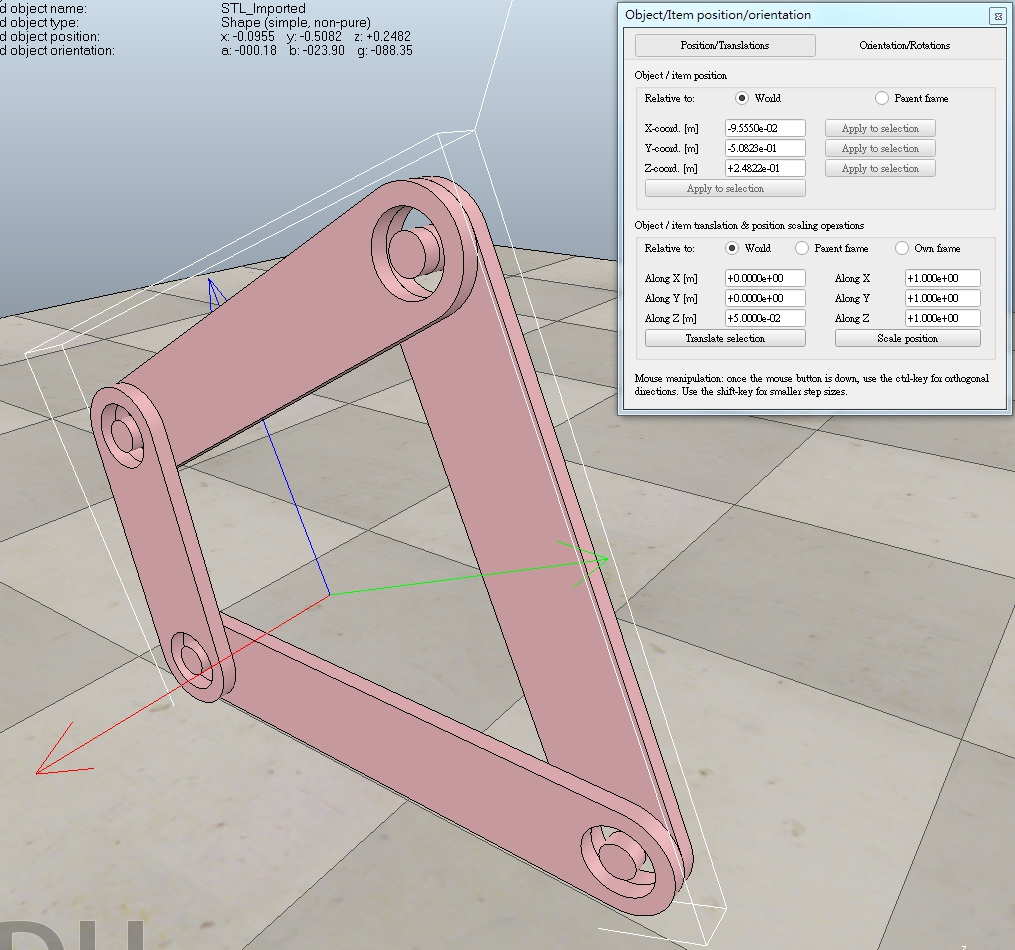 d object name: STL_Imported
d object type: Shape (simple, non-pure)
d object position: x: -0.0955 y: -0.5082 z: +0.2482
d object orientation: a: -000.18 b: -023.90 g: -088.35
Object/Item position/orientation
Position/Translations Orientation/Rotations
Object / item position
Relative to: World Parent frame
X-coord. [m] -9.5550e-02 Apply to selection
Y-coord. [m] -5.0823e-01 Apply to selection
Z-coord. [m] +2.4822e-01 Apply to selection
Apply to selection
Object / item translation & position scaling operations
Relative to: World Parent frame Own frame
Along X [m] +0.0000e+00 Along X +1.000e+00
Along Y [m] +0.0000e+00 Along Y +1.000e+00
Along Z [m] +5.0000e-02 Along Z +1.000e+00
Translate selection Scale position
Mouse manipulation: once the mouse button is down, use the ctrl-key for orthogonal
directions. Use the shift-key for smaller step sizes.